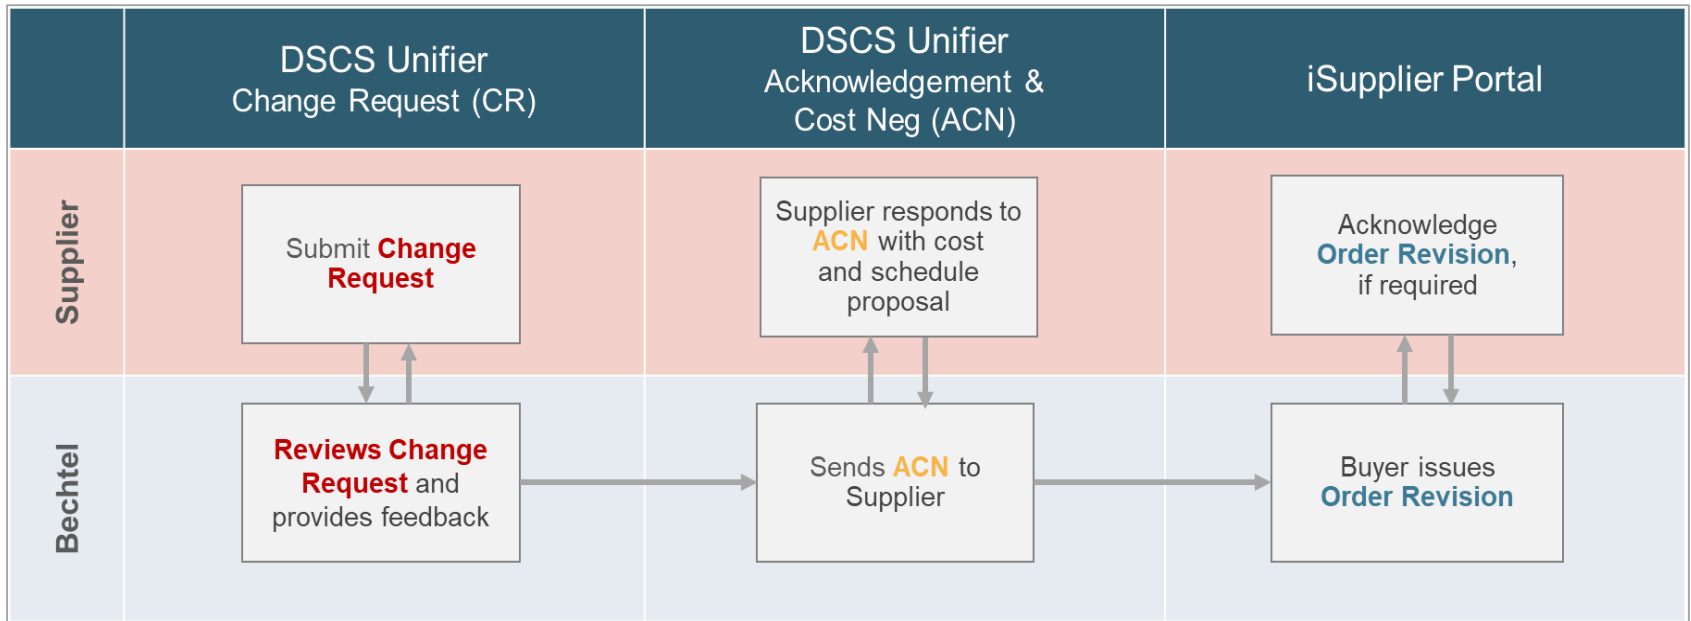 DSCS Unifier
Change Request (CR)
DSCS Unifier
Acknowledgement &
Cost Neg (ACN)
iSupplier Portal
Supplier
Submit Change
Request
Supplier responds to
ACN with cost
and schedule
proposal
Acknowledge
Order Revision,
if required
Bechtel
Reviews Change
Request and
provides feedback
Sends ACN to
Supplier
Buyer issues
Order Revision